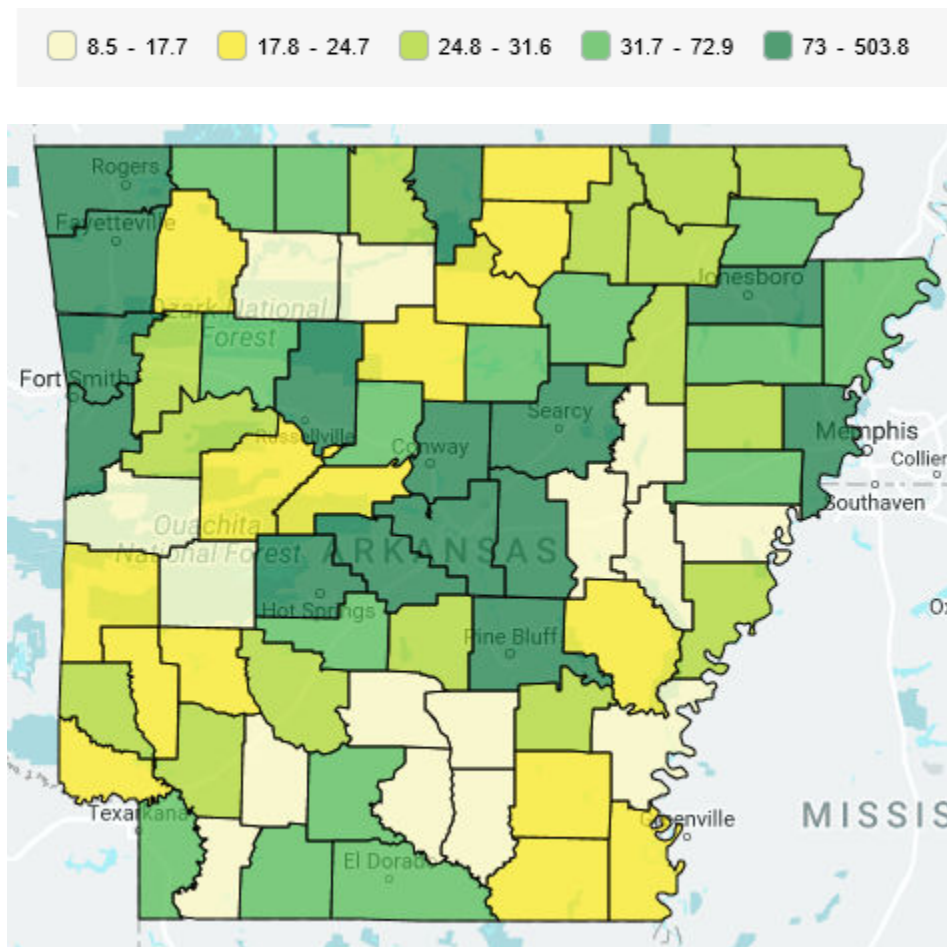 8.5 - 17.7
17.8 - 24.7
24.8 - 31.6
31.7 - 72.9
73 - 503.8
Rogers
Fayetteville
Jonesboro
Ozark National
Forest
Fort Smith
Searcy
Russellville
Conway
Memphis
Collier
Southaven
Ouachita
National Forest
ARKANSAS
Hot Springs
Ox
Pine Bluff
Texarkana
Greenville
MISSIS
El Dorado